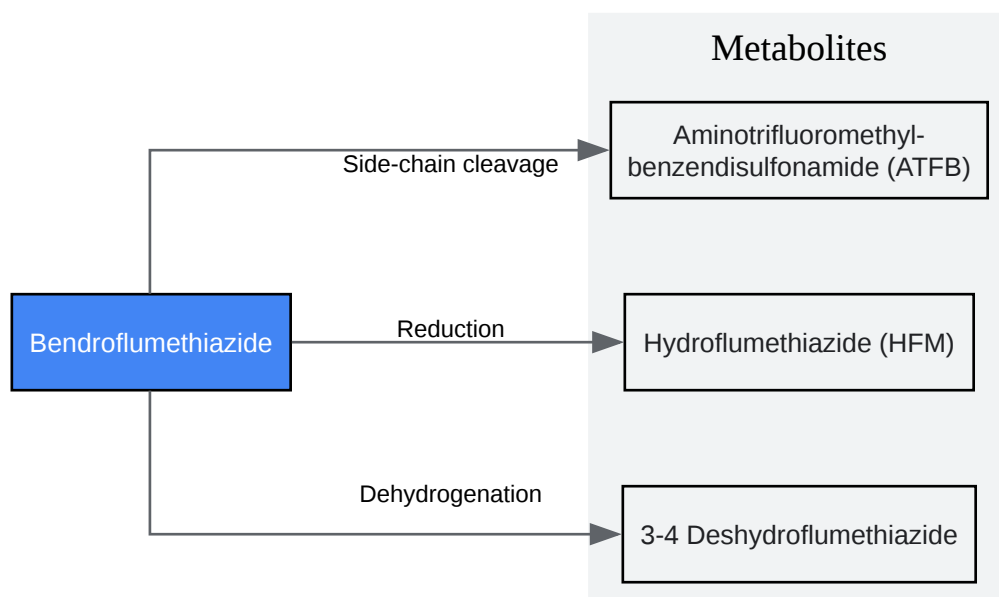 Metabolites
Aminotrifluoromethyl-
benzendisulfonamide (ATFB)
Side-chain cleavage
Bendroflumethiazide
Reduction
Hydroflumethiazide (HFM)
Dehydrogenation
3-4 Deshydroflumethiazide